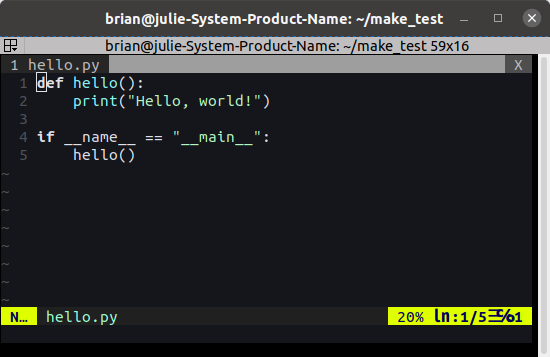 brian@julie-System-Product-Name: ~/make_test
brian@julie-System-Product-Name: ~/make_test 59x16
1 hello.py X
1 def hello():
2     print("Hello, world!")
3
4 if __name__ == "__main__":
5     hello()
~
~
~
~
~
~
~
~
N… hello.py 20% ln:1/5☰℅1